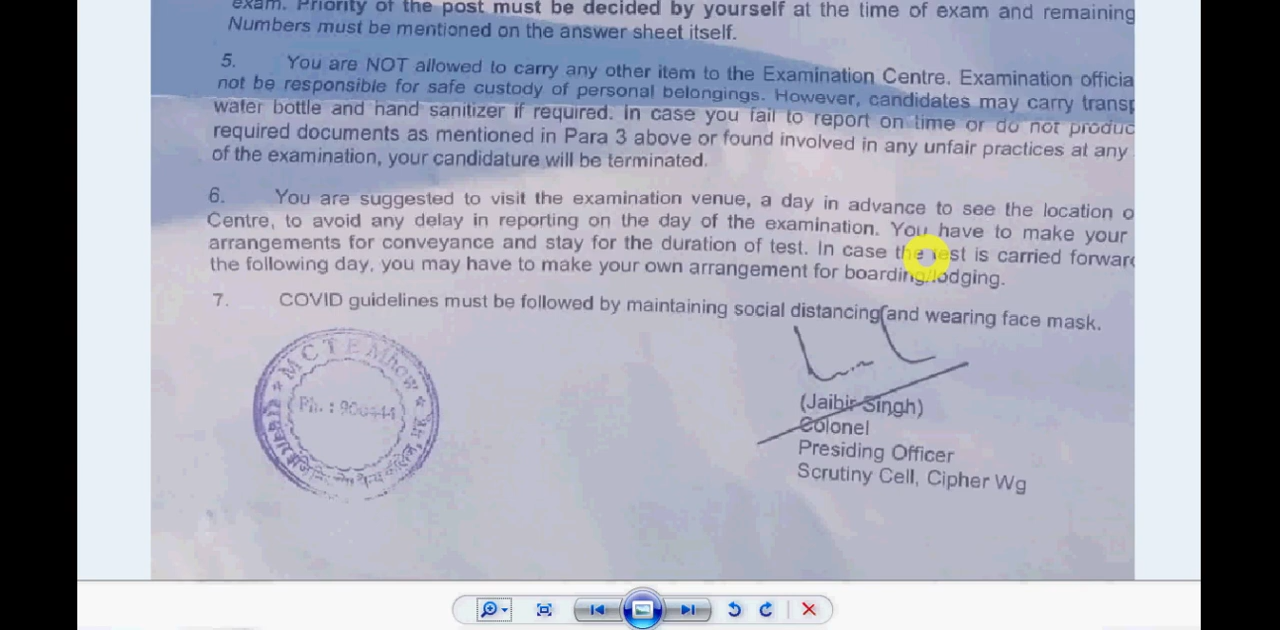 exam. Priority of the post must be decided by yourself at the time of exam and remaining
Numbers must be mentioned on the answer sheet itself.
5. You are NOT allowed to carry any other item to the Examination Centre. Examination officia
not be responsible for safe custody of personal belongings. However, candidates may carry transp
water bottle and hand sanitizer if required. In case you fail to report on time or do not produc
required documents as mentioned in Para 3 above or found involved in any unfair practices at any
of the examination, your candidature will be terminated.
6. You are suggested to visit the examination venue, a day in advance to see the location o
Centre, to avoid any delay in reporting on the day of the examination. You have to make your
arrangements for conveyance and stay for the duration of test. In case the test is carried forward
the following day, you may have to make your own arrangement for boarding/lodging.
7. COVID guidelines must be followed by maintaining social distancing and wearing face mask.
MCTE Mhow
Ph. : 906444
(Jaibir Singh)
Colonel
Presiding Officer
Scrutiny Cell, Cipher Wg